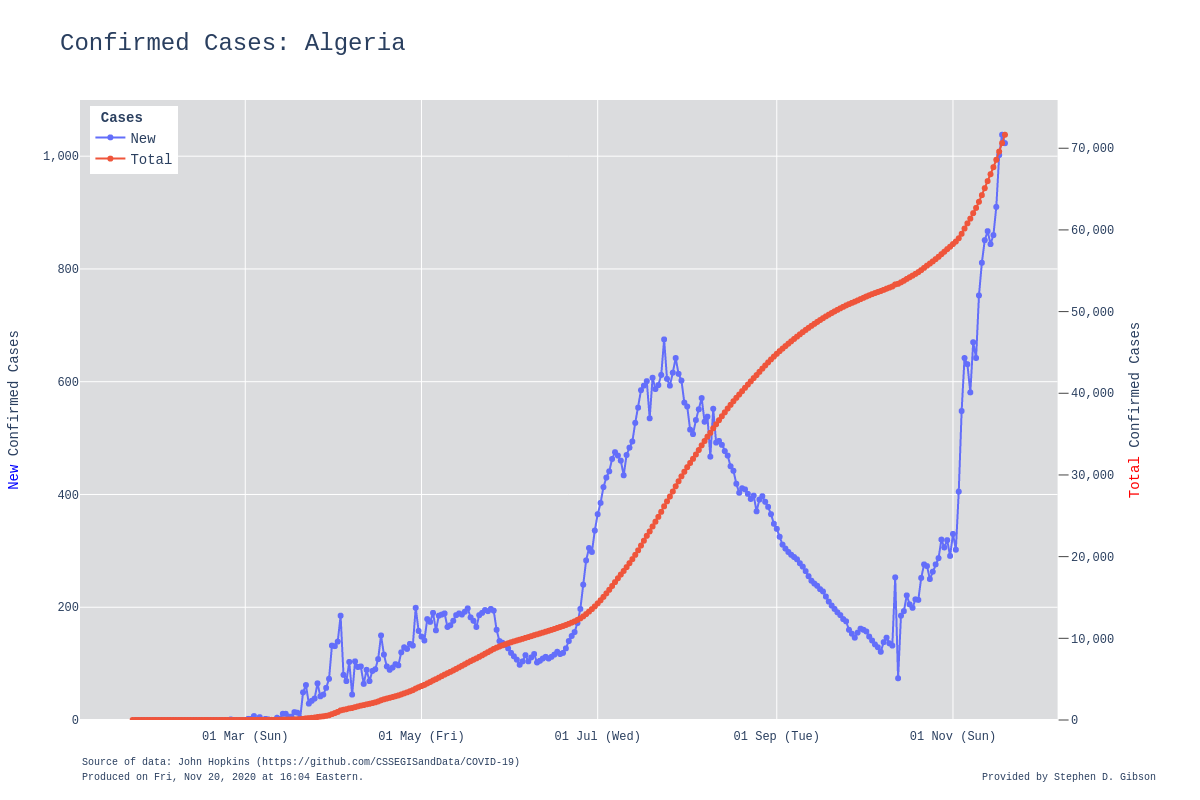 Confirmed Cases: Algeria
Cases
New
Total
1,000
800
600
400
200
0
70,000
60,000
50,000
40,000
30,000
20,000
10,000
0
New Confirmed Cases
Total Confirmed Cases
01 Mar (Sun)
01 May (Fri)
01 Jul (Wed)
01 Sep (Tue)
01 Nov (Sun)
Source of data: John Hopkins (https://github.com/CSSEGISandData/COVID-19)
Produced on Fri, Nov 20, 2020 at 16:04 Eastern.
Provided by Stephen D. Gibson